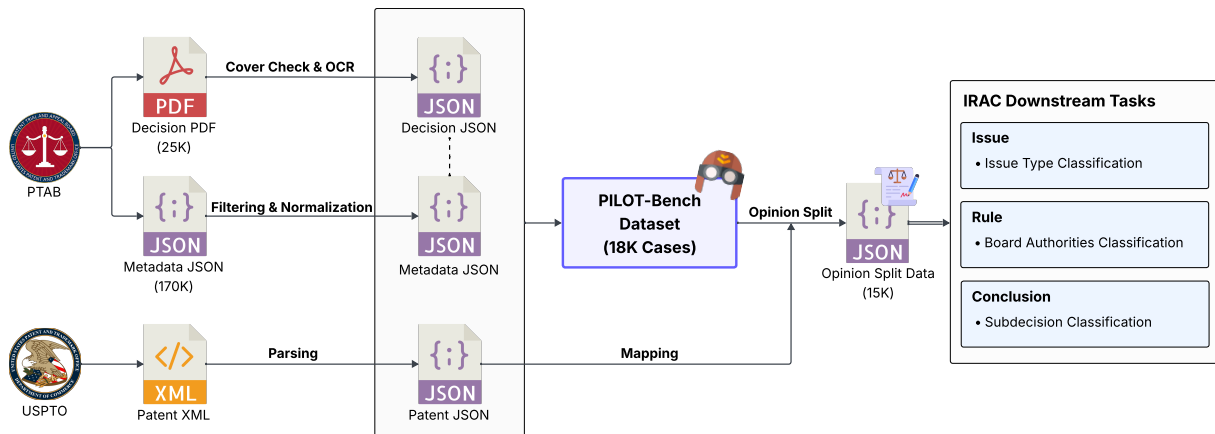 PTAB
PDF
Decision PDF
(25K)
Cover Check & OCR
{;}
JSON
Decision JSON
{;}
JSON
Metadata JSON
(170K)
Filtering & Normalization
{;}
JSON
Metadata JSON
USPTO
</>
XML
Patent XML
Parsing
{;}
JSON
Patent JSON
Mapping
PILOT-Bench
Dataset
(18K Cases)
Opinion Split
{;}
JSON
Opinion Split Data
(15K)
IRAC Downstream Tasks
Issue
• Issue Type Classification
Rule
• Board Authorities Classification
Conclusion
• Subdecision Classification